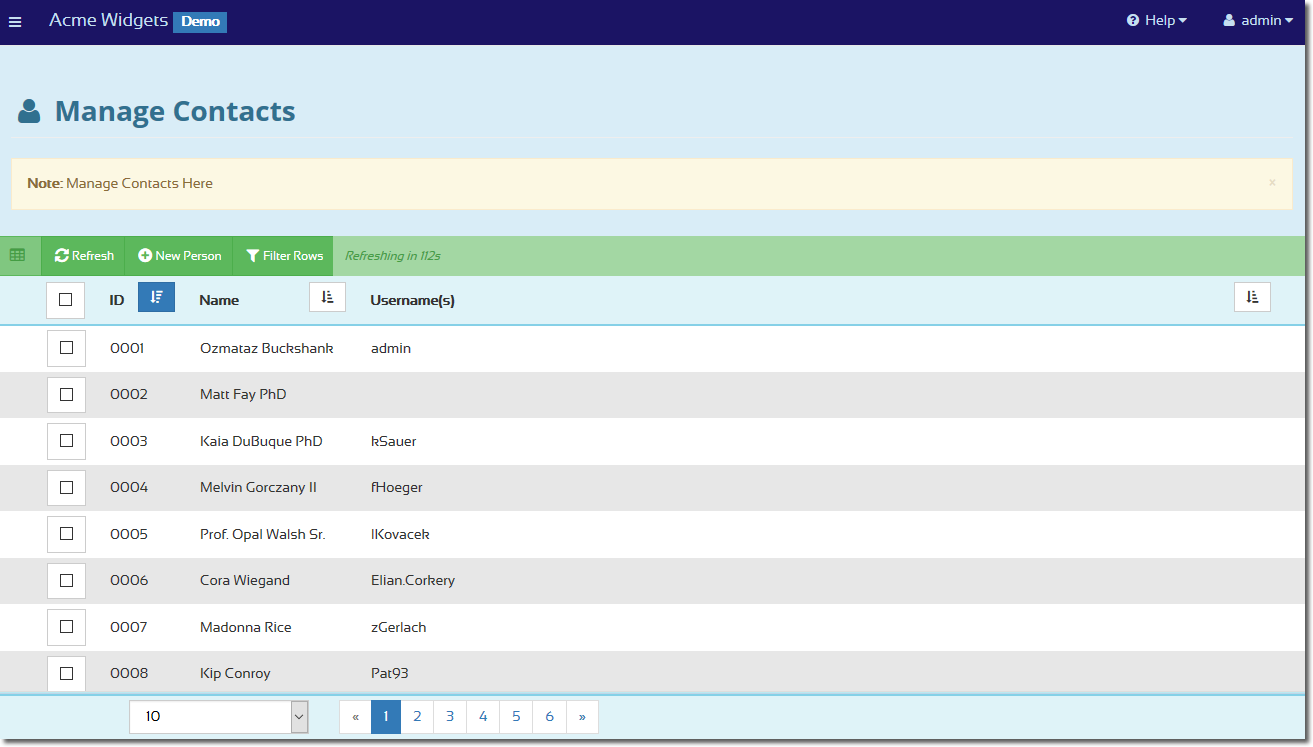 Acme Widgets Demo Help admin
Manage Contacts
Note: Manage Contacts Here ×
Refresh New Person Filter Rows Refreshing in 112s
ID Name Username(s)
0001 Ozmataz Buckshank admin
0002 Matt Fay PhD
0003 Kaia DuBuque PhD kSauer
0004 Melvin Gorczany II fHoeger
0005 Prof. Opal Walsh Sr. lKovacek
0006 Cora Wiegand Elian.Corkery
0007 Madonna Rice zGerlach
0008 Kip Conroy Pat93
10 « 1 2 3 4 5 6 »